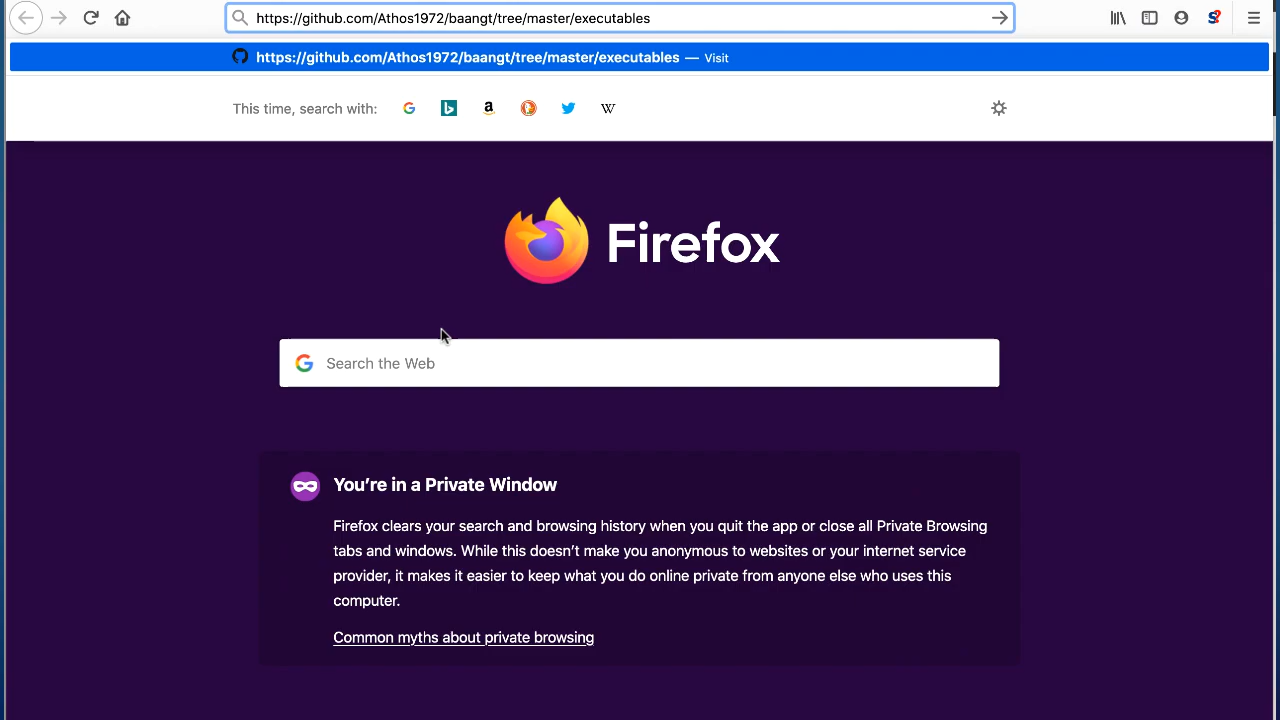 https://github.com/Athos1972/baangt/tree/master/executables
https://github.com/Athos1972/baangt/tree/master/executables — Visit
This time, search with:
Firefox
Search the Web
You’re in a Private Window
Firefox clears your search and browsing history when you quit the app or close all Private Browsing
tabs and windows. While this doesn’t make you anonymous to websites or your internet service
provider, it makes it easier to keep what you do online private from anyone else who uses this
computer.
Common myths about private browsing